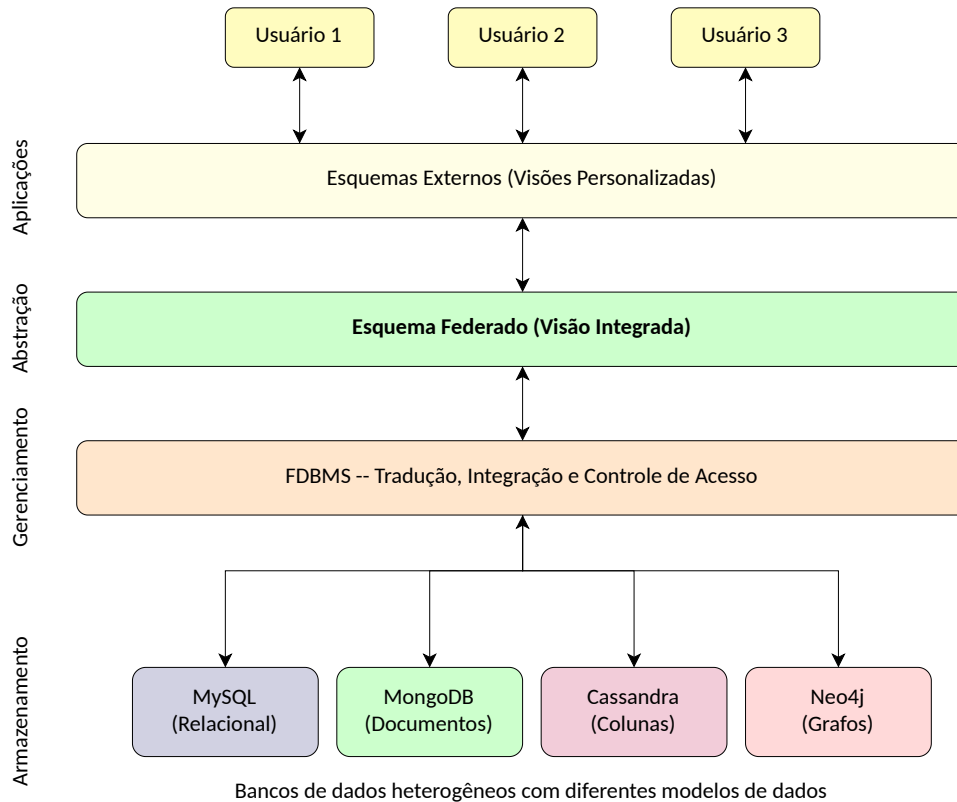 Usuário 1
Usuário 2
Usuário 3
Aplicações
Esquemas Externos (Visões Personalizadas)
Abstração
Esquema Federado (Visão Integrada)
Gerenciamento
FDBMS -- Tradução, Integração e Controle de Acesso
Armazenamento
MySQL
(Relacional)
MongoDB
(Documentos)
Cassandra
(Colunas)
Neo4j
(Grafos)
Bancos de dados heterogêneos com diferentes modelos de dados